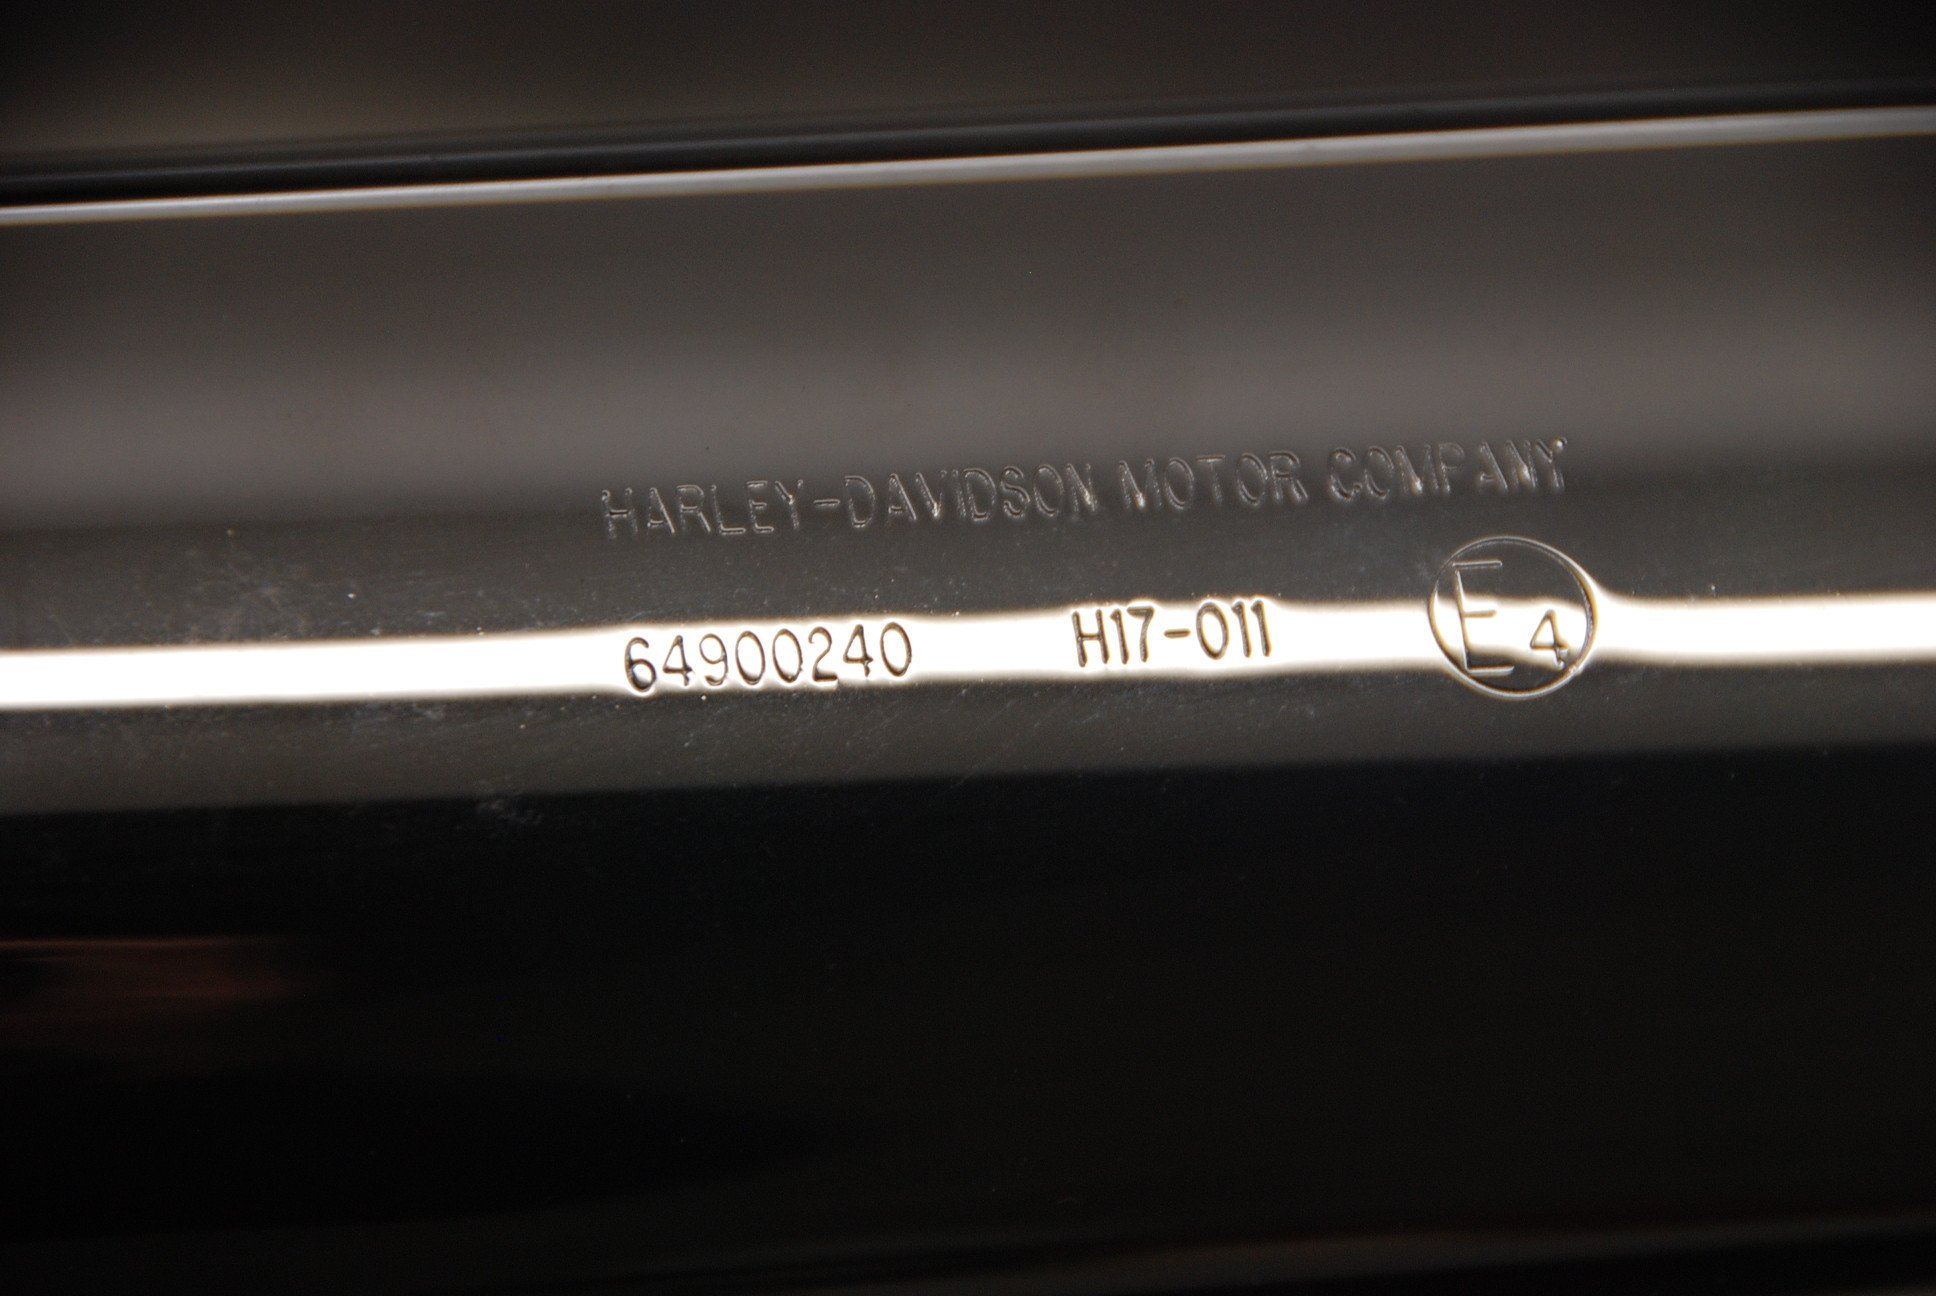 HARLEY-DAVIDSON MOTOR COMPANY
64900240 H17-011 E4